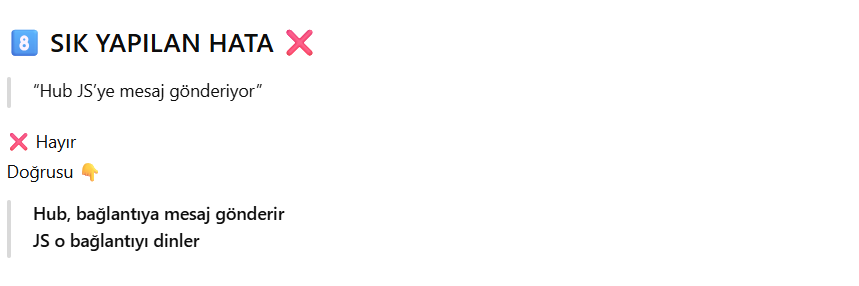 8️⃣ SIK YAPILAN HATA ❌
“Hub JS’ye mesaj gönderiyor”
❌ Hayır
Doğrusu 👇
Hub, bağlantıya mesaj gönderir
JS o bağlantıyı dinler